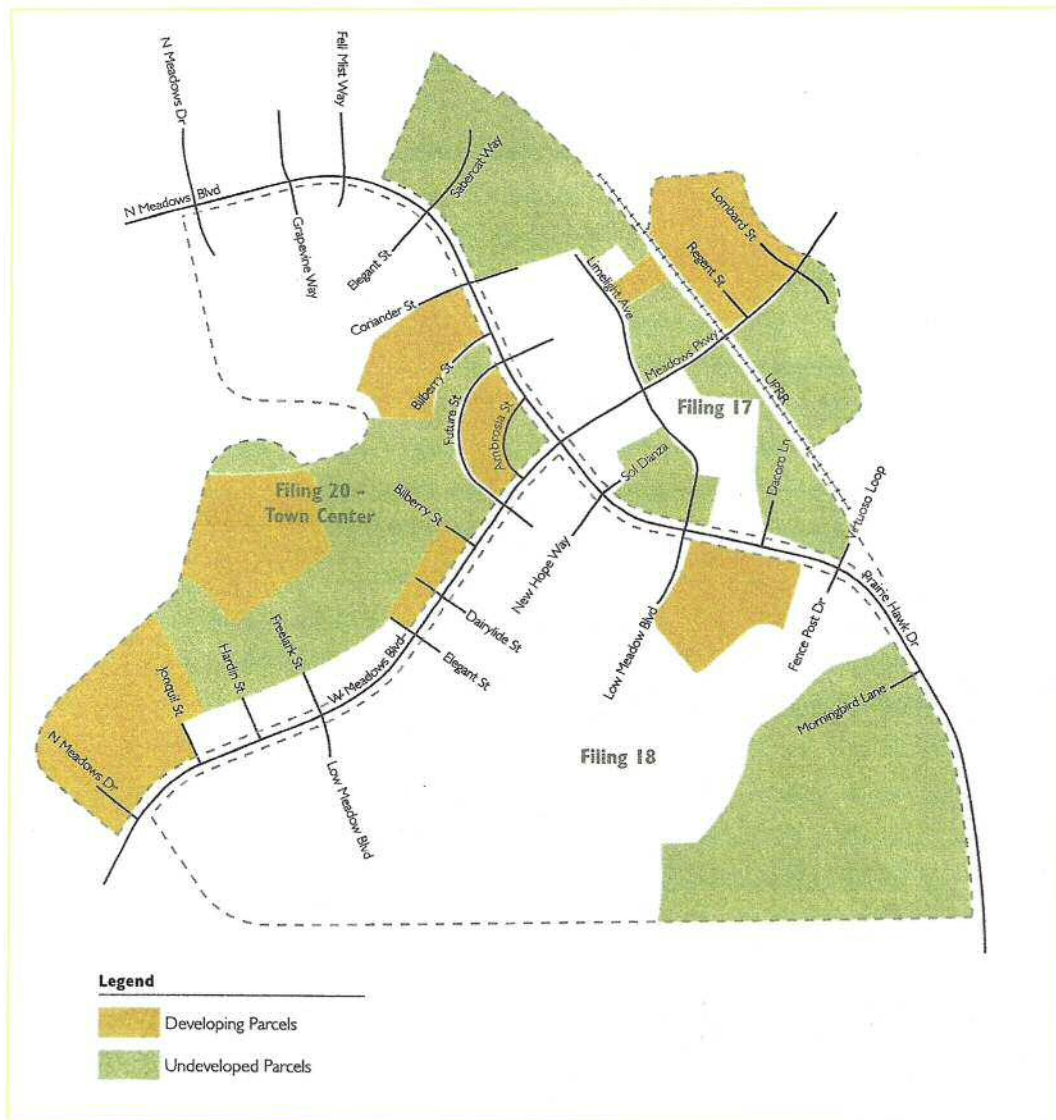 N Meadows Dr
Fell Mist Way
N Meadows Blvd
Grapevine Way
Sabercat Way
Elegant St
Lombard St
Regent St
Limelight Ave
Coriander St
Meadows Pkwy
Bilberry St
UPRR
Future St
Ambrosia St
Filing 17
Sol Danza
Dacoro Ln
Filing 20 -
Town Center
Bilberry St
Virtuoso Loop
New Hope Way
Prairie Hawk Dr
Dairylide St
Fence Post Dr
Low Meadow Blvd
Elegant St
W Meadows Blvd
Freelark St
Hardin St
Jonquil St
Morningbird Lane
N Meadows Dr
Filing 18
Low Meadow Blvd
Legend
Developing Parcels
Undeveloped Parcels